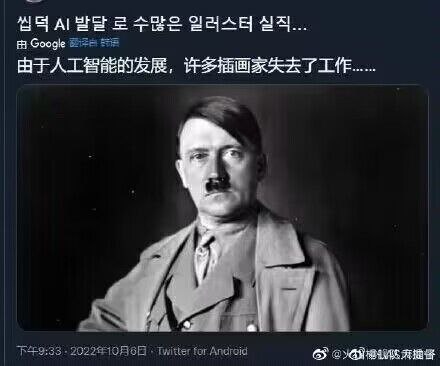 씹덕 AI 발달 로 수많은 일러스터 실직...
由 Google 翻译自 韩语
由于人工智能的发展，许多插画家失去了工作......
下午9:33 · 2022年10月6日 · Twitter for Android